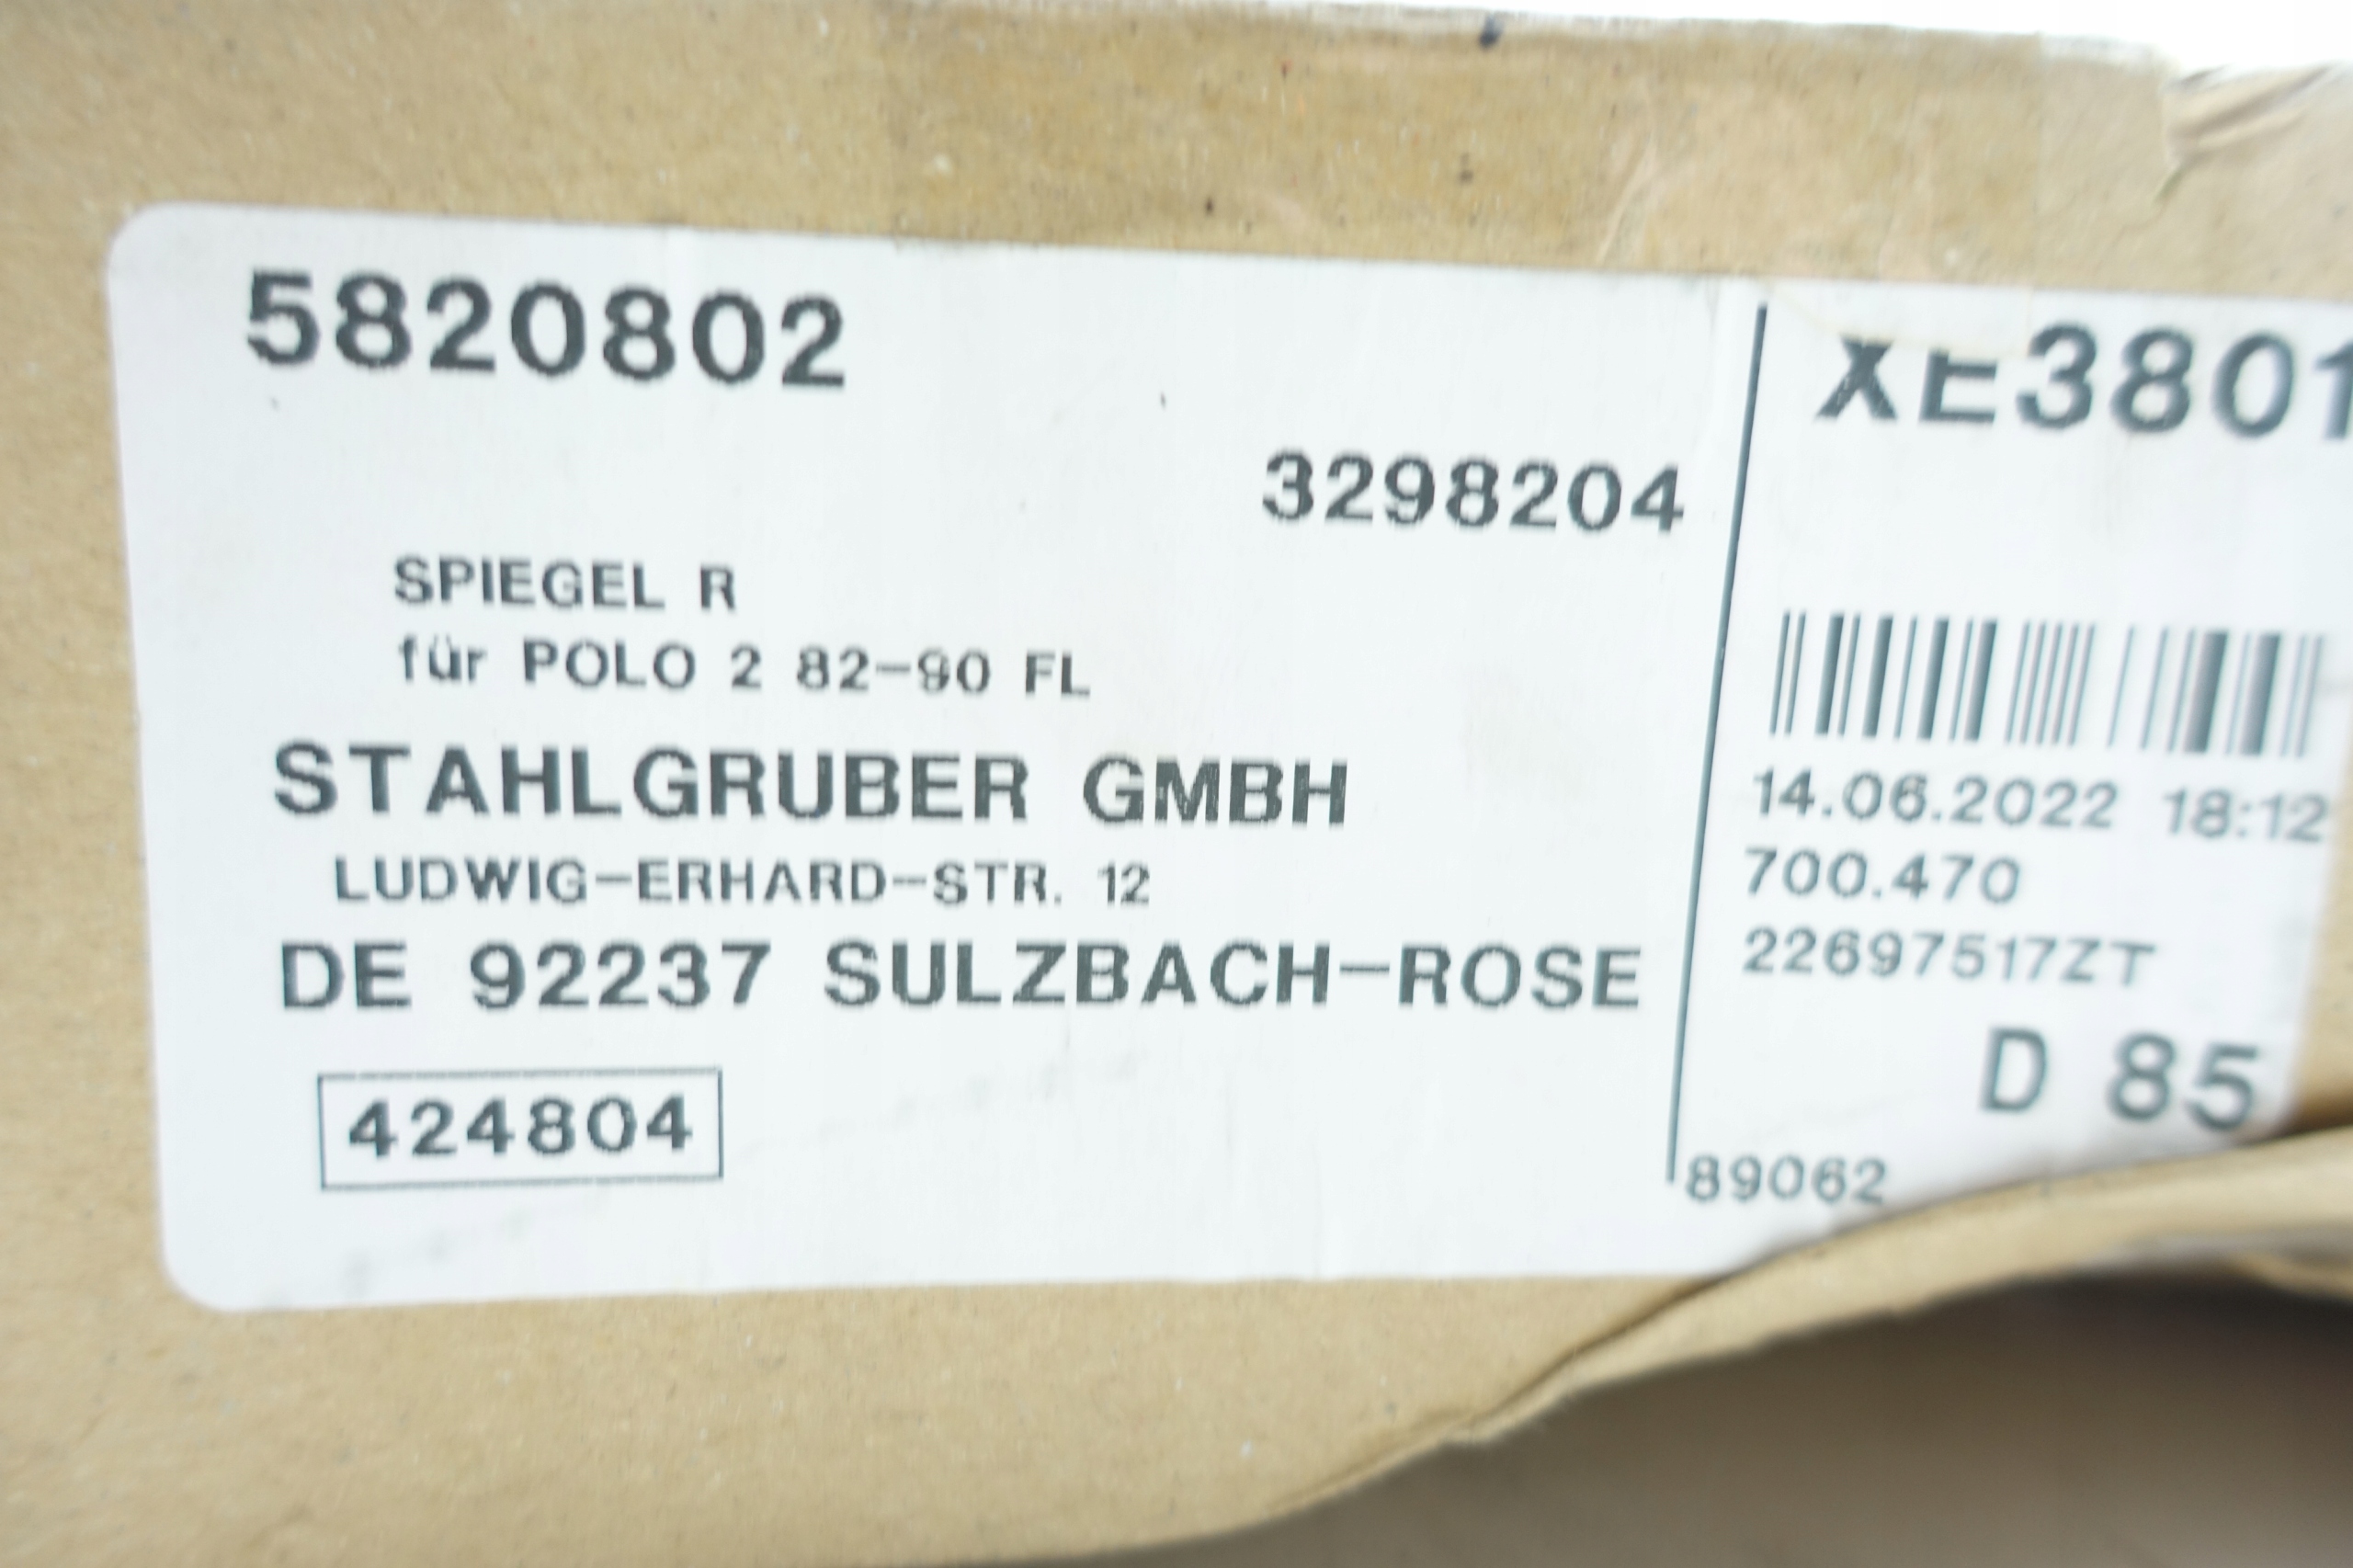 5820802
3298204
SPIEGEL R
für POLO 2 82-90 FL
STAHLGRUBER GMBH
LUDWIG-ERHARD-STR. 12
DE 92237 SULZBACH-ROSE
424804
XE3801
14.06.2022 18:12
700.470
22697517ZT
D 85
89062